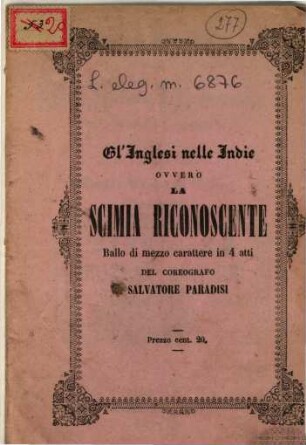 277
L. eleg. m. 6876
Gl'Inglesi nelle Indie
OVVERO
LA
SCIMIA RICONOSCENTE
Ballo di mezzo carattere in 4 atti
DEL COREOGRAFO
SALVATORE PARADISI
Prezzo cent. 20.